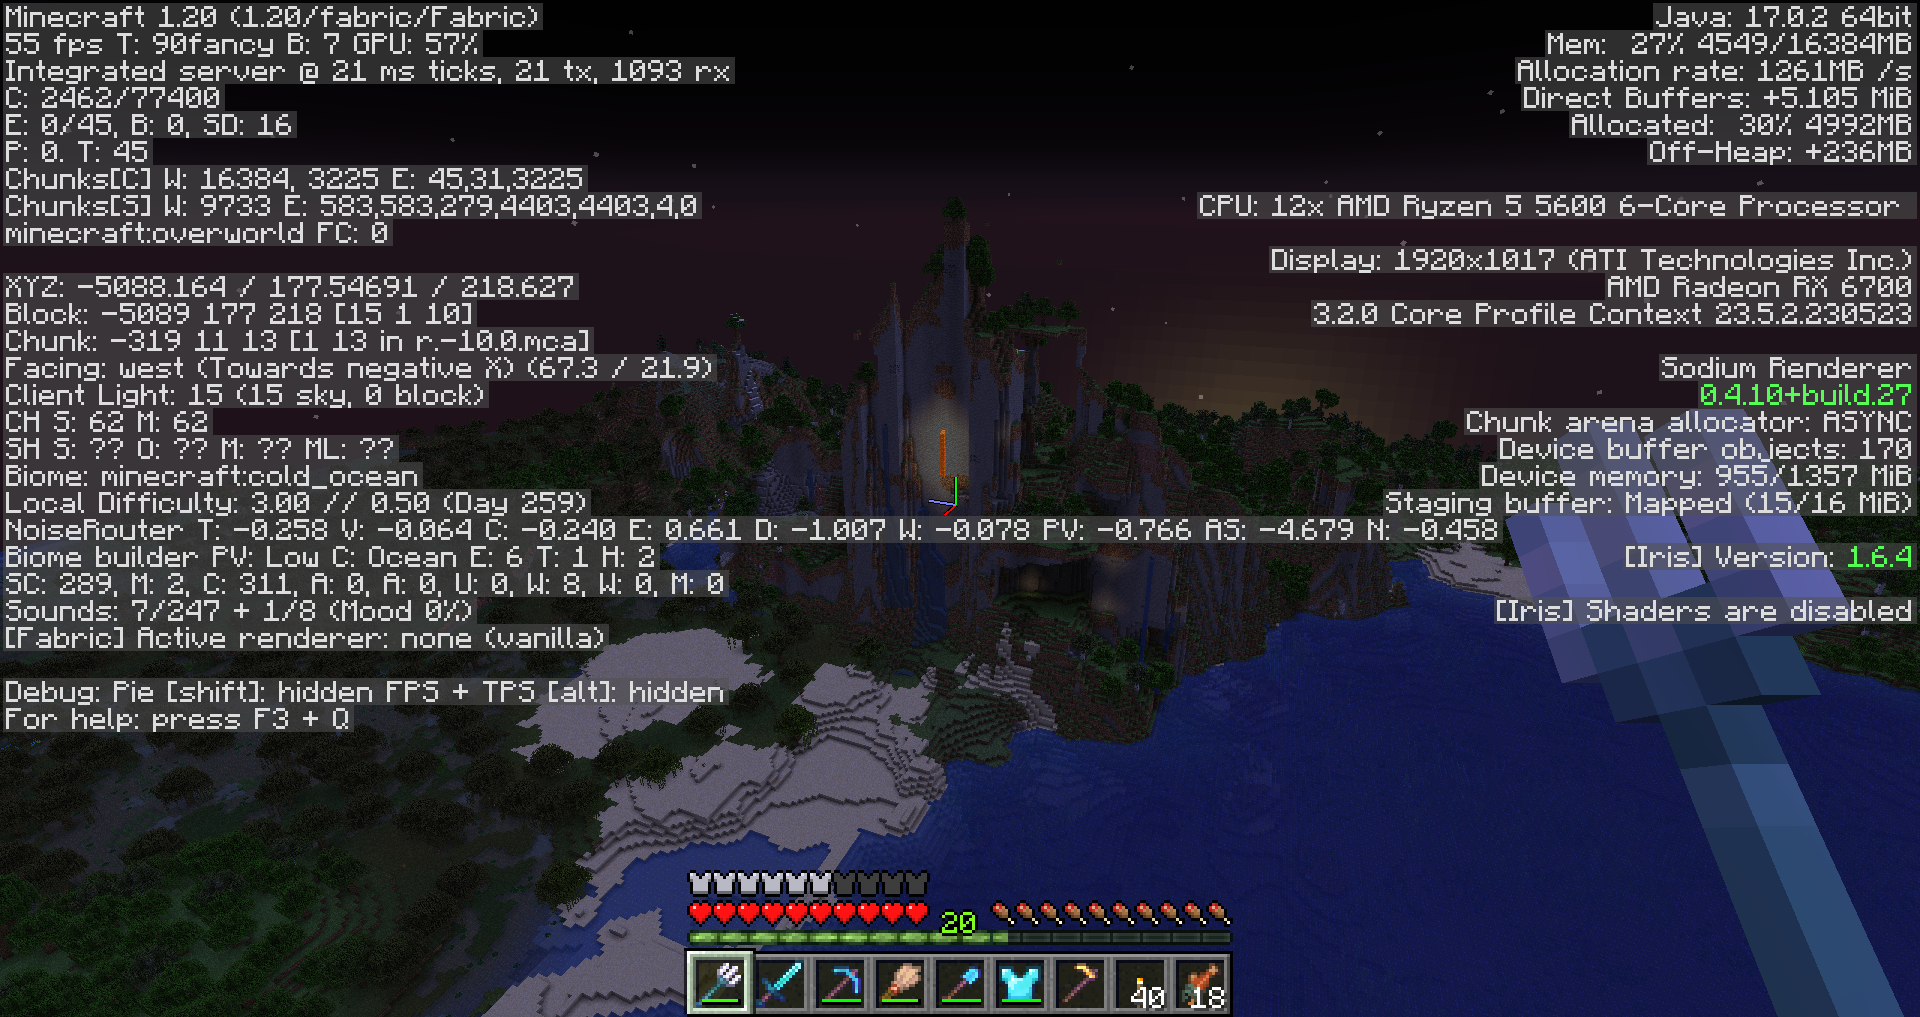 Minecraft 1.20 (1.20/fabric/Fabric)
55 fps T: 90fancy B: 7 GPU: 57%
Integrated server @ 21 ms ticks, 21 tx, 1093 rx
C: 2462/77400
E: 0/45, B: 0, SD: 16
P: 0. T: 45
Chunks[C] W: 16384, 3225 E: 45,31,3225
Chunks[S] W: 9733 E: 583,583,279,4403,4403,4,0
minecraft:overworld FC: 0
XYZ: -5088.164 / 177.54691 / 218.627
Block: -5089 177 218 [15 1 10]
Chunk: -319 11 13 [1 13 in r.-10.0.mca]
Facing: west (Towards negative X) (67.3 / 21.9)
Client Light: 15 (15 sky, 0 block)
CH S: 62 M: 62
SH S: ?? O: ?? M: ?? ML: ??
Biome: minecraft:cold_ocean
Local Difficulty: 3.00 // 0.50 (Day 259)
NoiseRouter T: -0.258 V: -0.064 C: -0.240 E: 0.661 D: -1.007 W: -0.078 PV: -0.766 AS: -4.679 N: -0.458
Biome builder PV: Low C: Ocean E: 6 T: 1 H: 2
SC: 289, M: 2, C: 311, A: 0, A: 0, U: 0, W: 8, W: 0, M: 0
Sounds: 7/247 + 1/8 (Mood 0%)
[Fabric] Active renderer: none (vanilla)
Debug: Pie [shift]: hidden FPS + TPS [alt]: hidden
For help: press F3 + Q
Java: 17.0.2 64bit
Mem: 27% 4549/16384MB
Allocation rate: 1261MB /s
Direct Buffers: +5.105 MiB
Allocated: 30% 4992MB
Off-Heap: +236MB
CPU: 12x AMD Ryzen 5 5600 6-Core Processor
Display: 1920x1017 (ATI Technologies Inc.)
AMD Radeon RX 6700
3.2.0 Core Profile Context 23.5.2.230523
Sodium Renderer
0.4.10+build.27
Chunk arena allocator: ASYNC
Device buffer objects: 170
Device memory: 955/1357 MiB
Staging buffer: Mapped (15/16 MiB)
[Iris] Version: 1.6.4
[Iris] Shaders are disabled
20
40
18